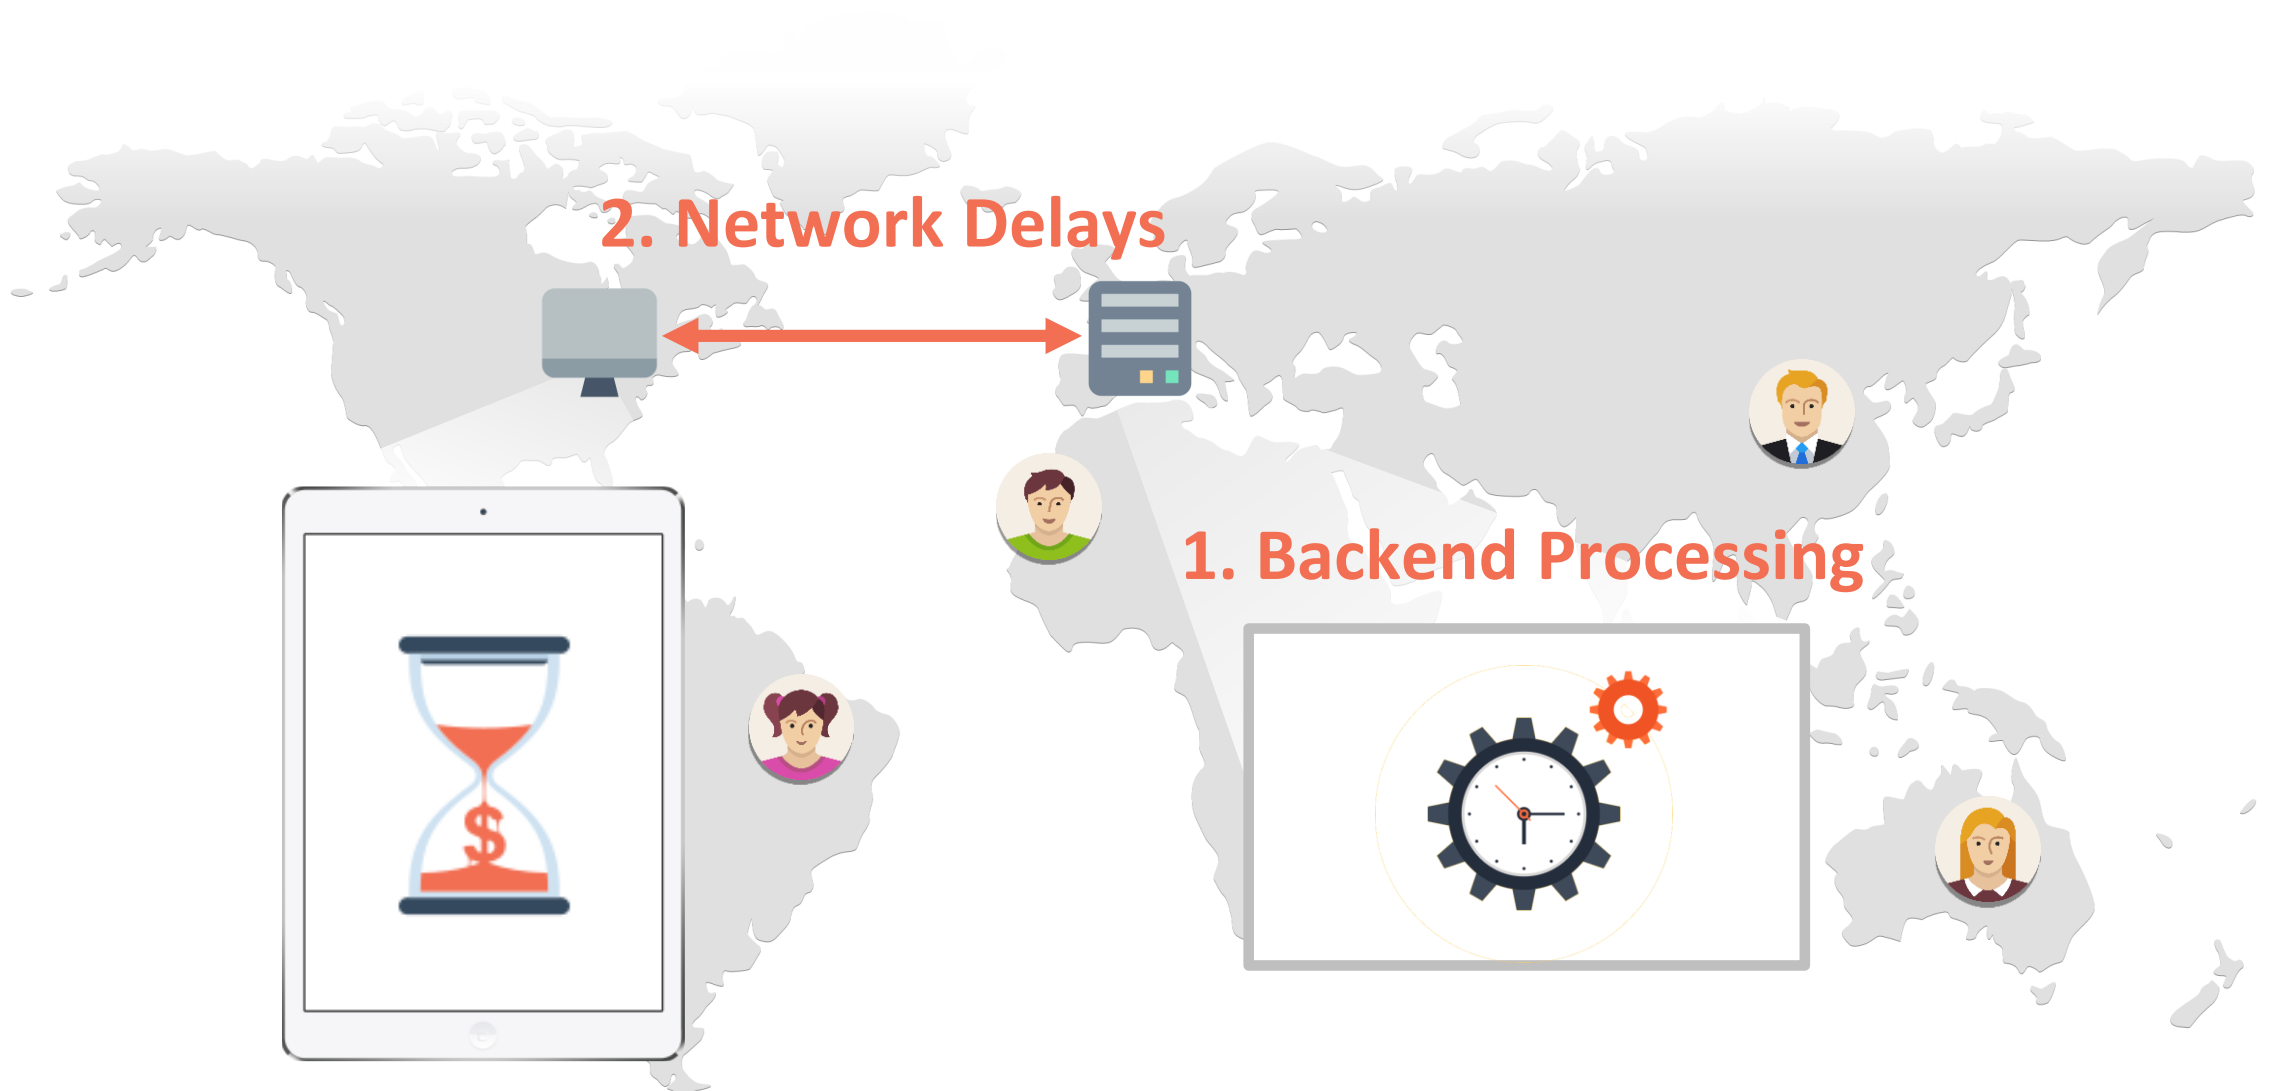 2. Network Delays
1. Backend Processing
$